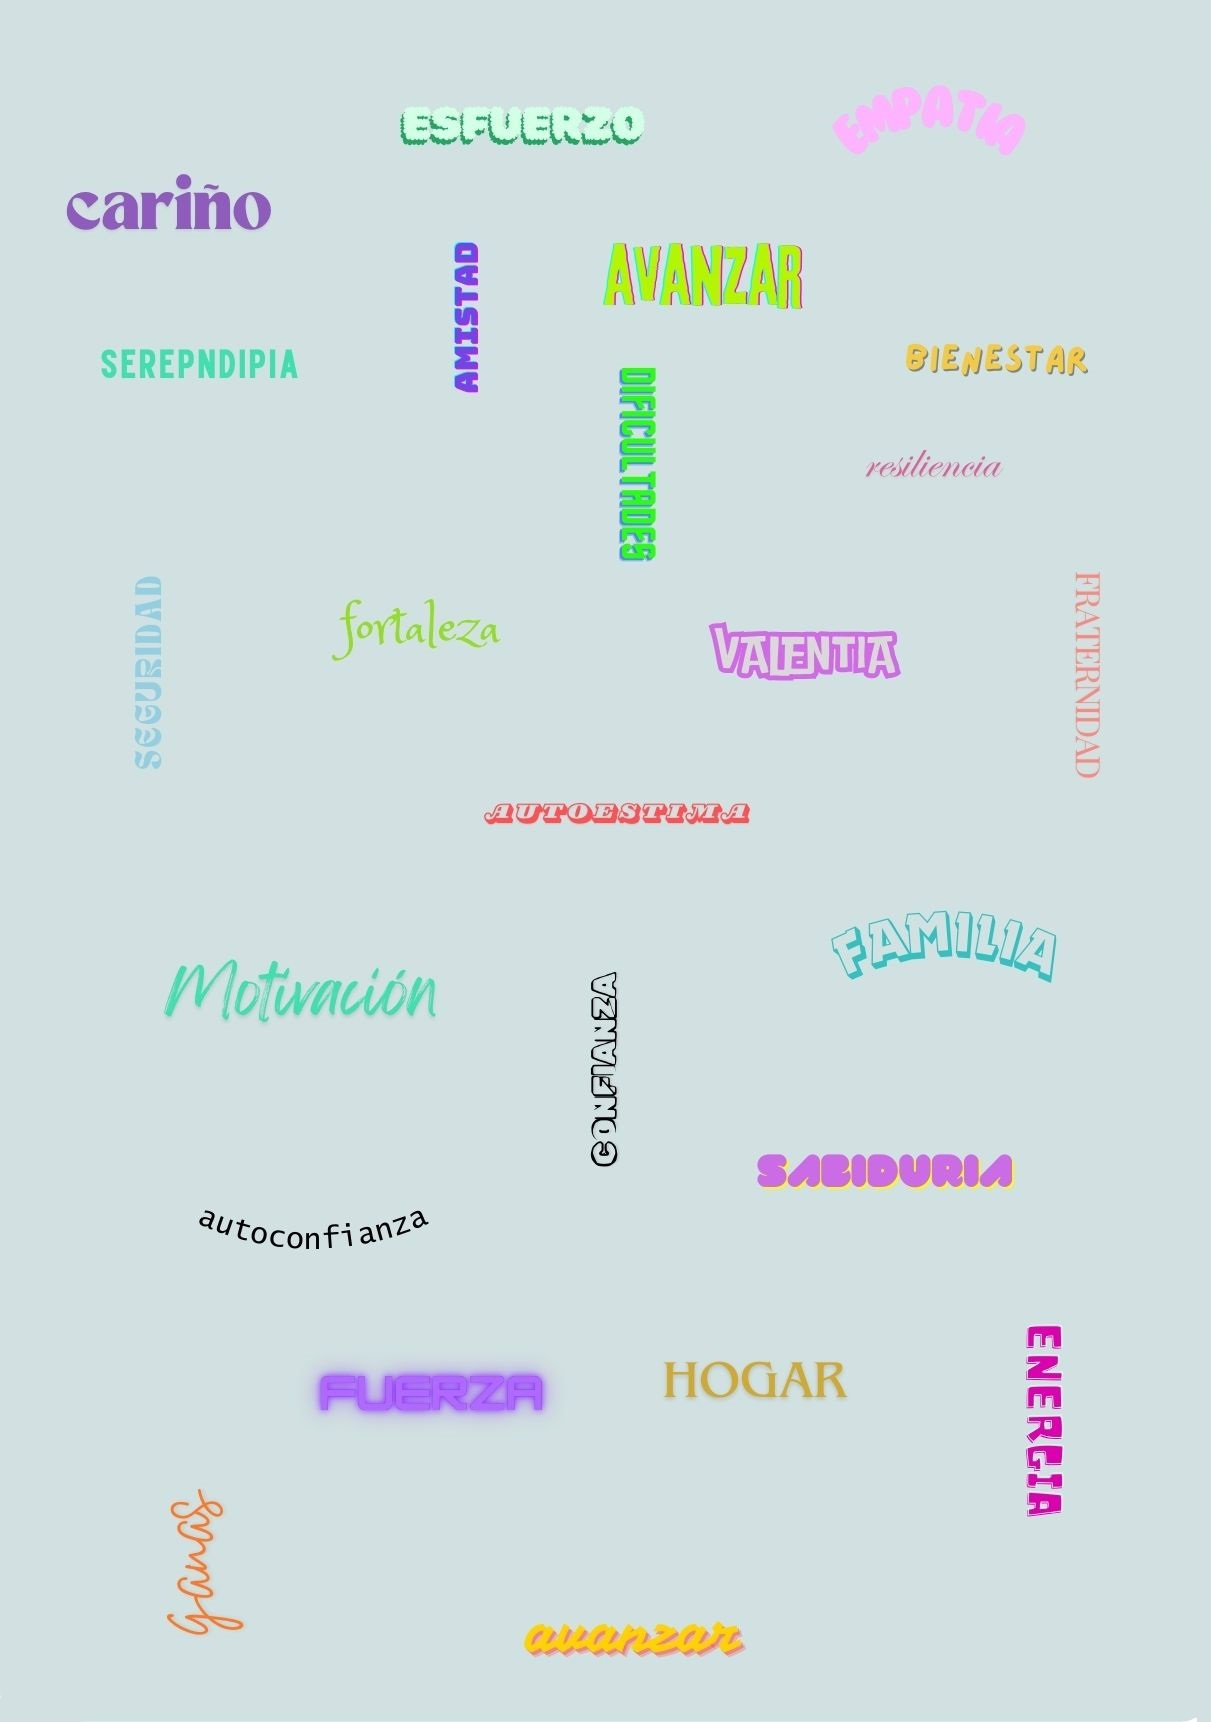 ESFUERZO
EMPATIA
cariño
AMISTAD
AVANZAR
SEREPNDIPIA
BIENESTAR
DIFICULTADES
resiliencia
SEGURIDAD
fortaleza
VALENTIA
FRATERNIDAD
AUTOESTIMA
FAMILIA
Motivación
CONFIANZA
SABIDURIA
autoconfianza
FUERZA
HOGAR
ENERGIA
ganas
avanzar